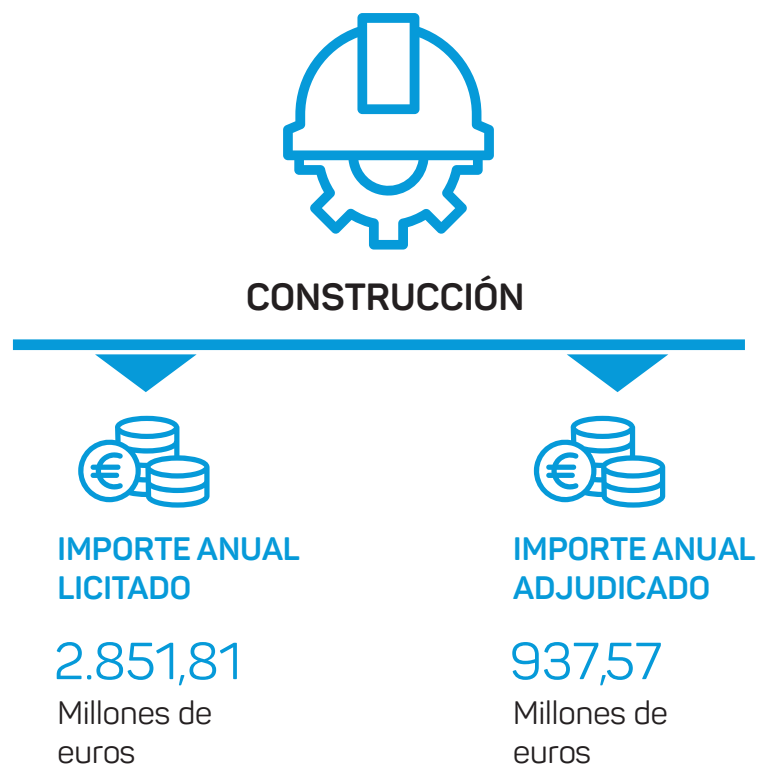 CONSTRUCCIÓN
IMPORTE ANUAL
LICITADO
2.851,81
Millones de
euros
IMPORTE ANUAL
ADJUDICADO
937,57
Millones de
euros